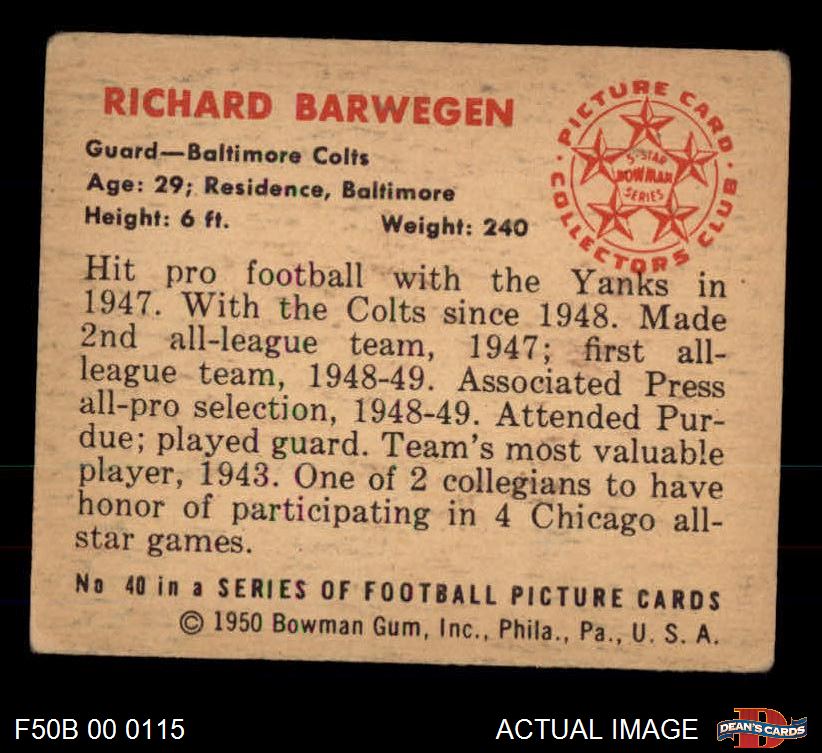 RICHARD BARWEGEN
Guard—Baltimore Colts
Age: 29; Residence, Baltimore
Height: 6 ft. Weight: 240
PICTURE CARD
COLLECTORS CLUB
5-STAR
BOWMAN
SERIES
Hit pro football with the Yanks in
1947. With the Colts since 1948. Made
2nd all-league team, 1947; first all-
league team, 1948-49. Associated Press
all-pro selection, 1948-49. Attended Pur-
due; played guard. Team's most valuable
player, 1943. One of 2 collegians to have
honor of participating in 4 Chicago all-
star games.
No 40 in a SERIES OF FOOTBALL PICTURE CARDS
© 1950 Bowman Gum, Inc., Phila., Pa., U. S. A.
F50B 00 0115
ACTUAL IMAGE
DEAN'S CARDS